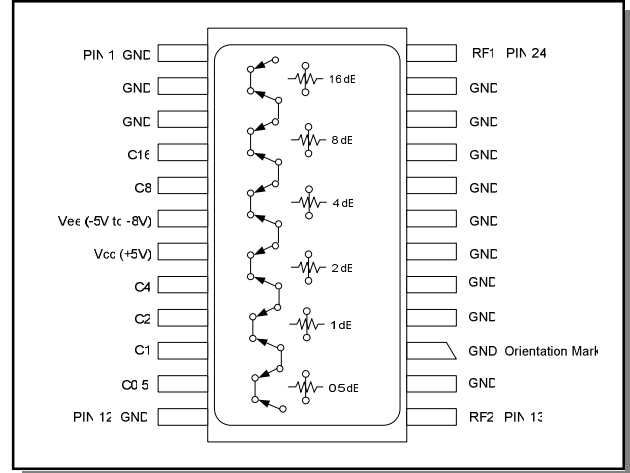 PIN 1 GND
GND
GND
C16
C8
Vee (-5V to -8V)
Vcc (+5V)
C4
C2
C1
C0.5
PIN 12 GND
16 dB
8 dB
4 dB
2 dB
1 dB
0.5 dB
RF1 PIN 24
GND
GND
GND
GND
GND
GND
GND
GND
GND Orientation Mark
GND
RF2 PIN 13